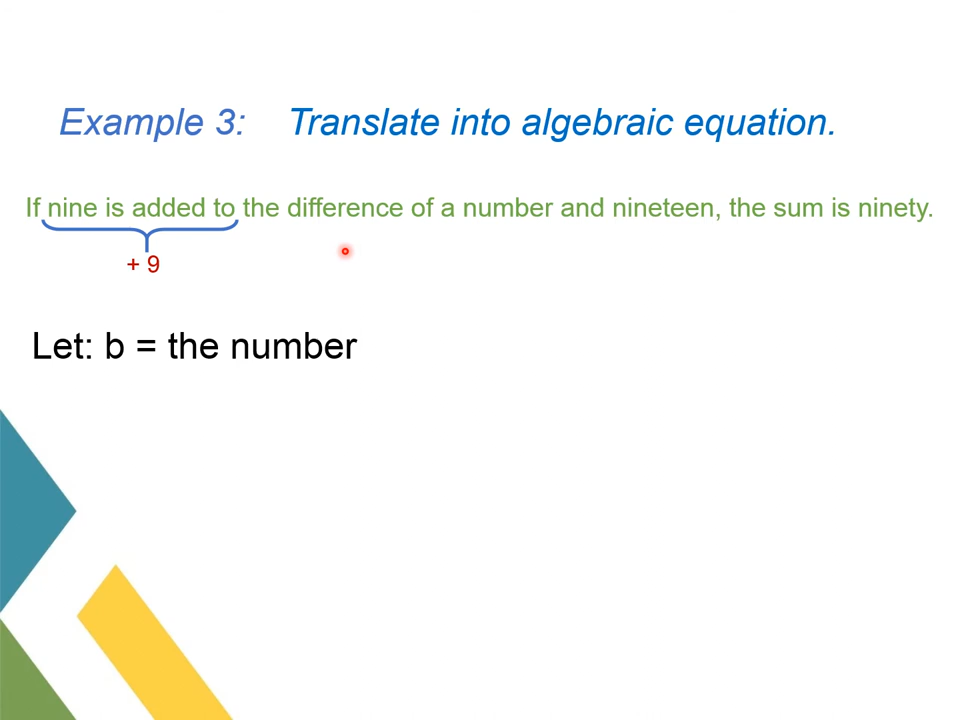 Example 3: Translate into algebraic equation.
If nine is added to the difference of a number and nineteen, the sum is ninety.
+ 9
Let: b = the number